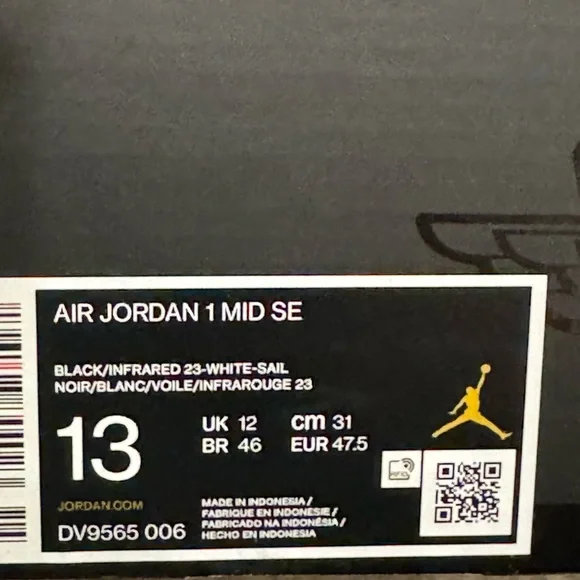 AIR JORDAN 1 MID SE
BLACK/INFRARED 23-WHITE-SAIL
NOIR/BLANC/VOILE/INFRAROUGE 23
13
UK 12 cm 31
BR 46 EUR 47.5
RFID
JORDAN.COM
DV9565 006
MADE IN INDONESIA /
FABRIQUE EN INDONESIE /
FABRICADO NA INDONÉSIA /
HECHO EN INDONESIA